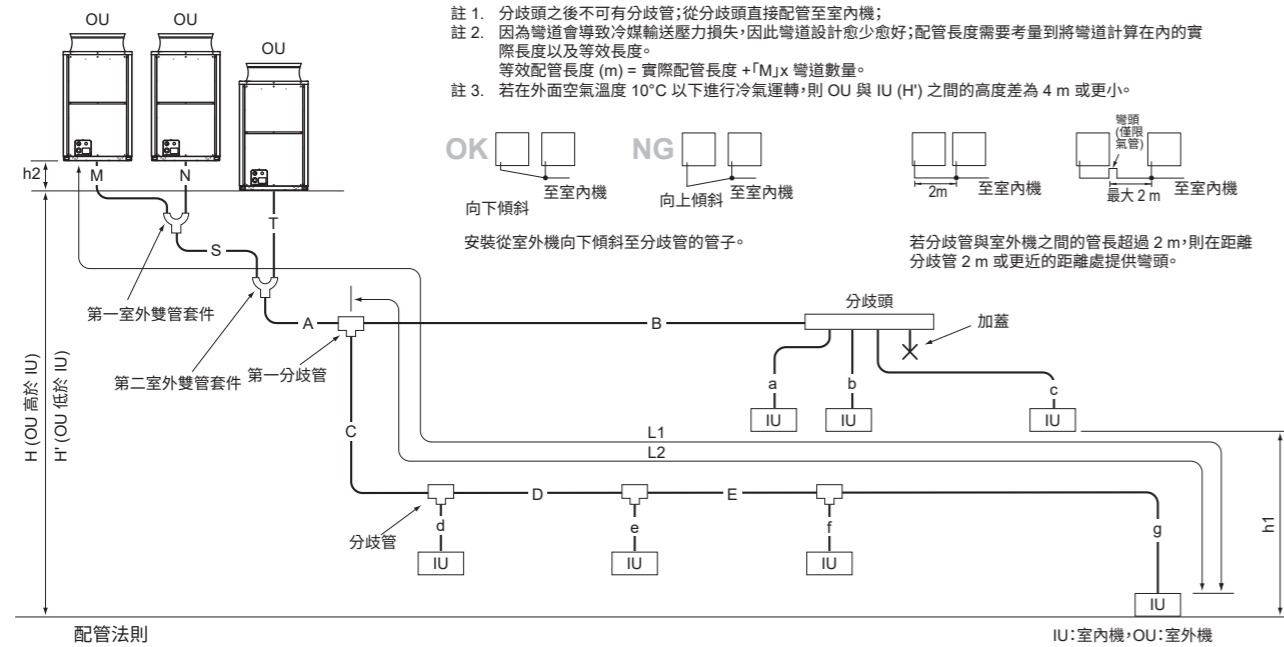 註 1. 分歧頭之後不可有分歧管;從分歧頭直接配管至室內機;
註 2. 因為彎道會導致冷媒輸送壓力損失,因此彎道設計愈少愈好;配管長度需要考量到將彎道計算在內的實
際長度以及等效長度。
等效配管長度 (m) = 實際配管長度 +「M」x 彎道數量。
註 3. 若在外面空氣溫度 10°C 以下進行冷氣運轉,則 OU 與 IU (H') 之間的高度差為 4 m 或更小。
OU
OU
OU
OK
至室內機
向下傾斜
NG
至室內機
向上傾斜
2m
至室內機
彎頭
(僅限
氣管)
最大 2 m
至室內機
安裝從室外機向下傾斜至分歧管的管子。
若分歧管與室外機之間的管長超過 2 m,則在距離
分歧管 2 m 或更近的距離處提供彎頭。
h2
M
N
T
S
第一室外雙管套件
第二室外雙管套件
A
第一分歧管
B
分歧頭
加蓋
a
b
c
IU
IU
IU
H (OU 高於 IU)
H' (OU 低於 IU)
C
L1
L2
D
E
分歧管
d
e
f
g
IU
IU
IU
IU
h1
配管法則
IU:室內機,OU:室外機